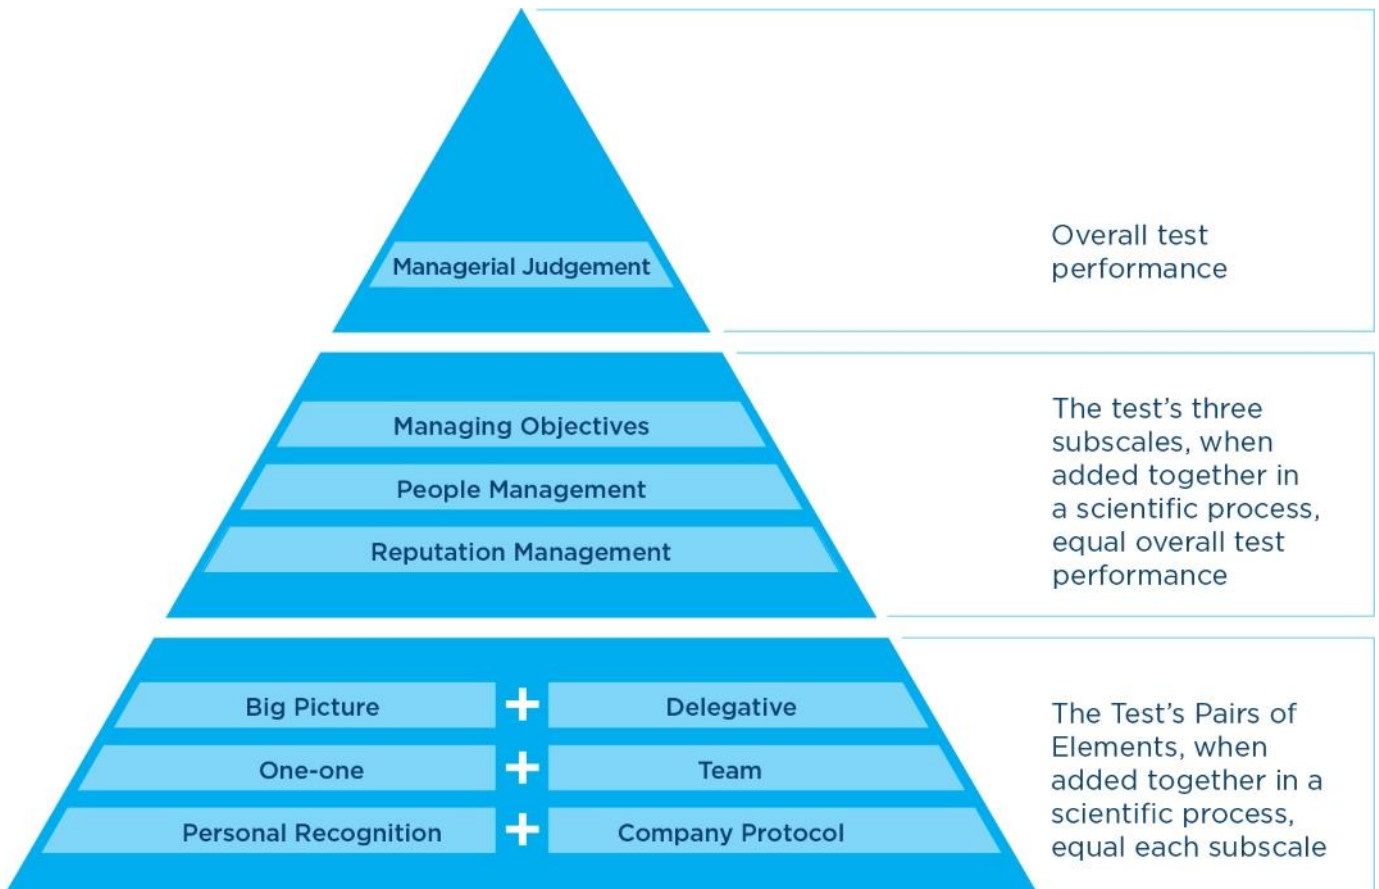 Managerial Judgement
Overall test
performance
Managing Objectives
People Management
Reputation Management
The test’s three
subscales, when
added together in
a scientific process,
equal overall test
performance
Big Picture + Delegative
One-one + Team
Personal Recognition + Company Protocol
The Test’s Pairs of
Elements, when
added together in a
scientific process,
equal each subscale